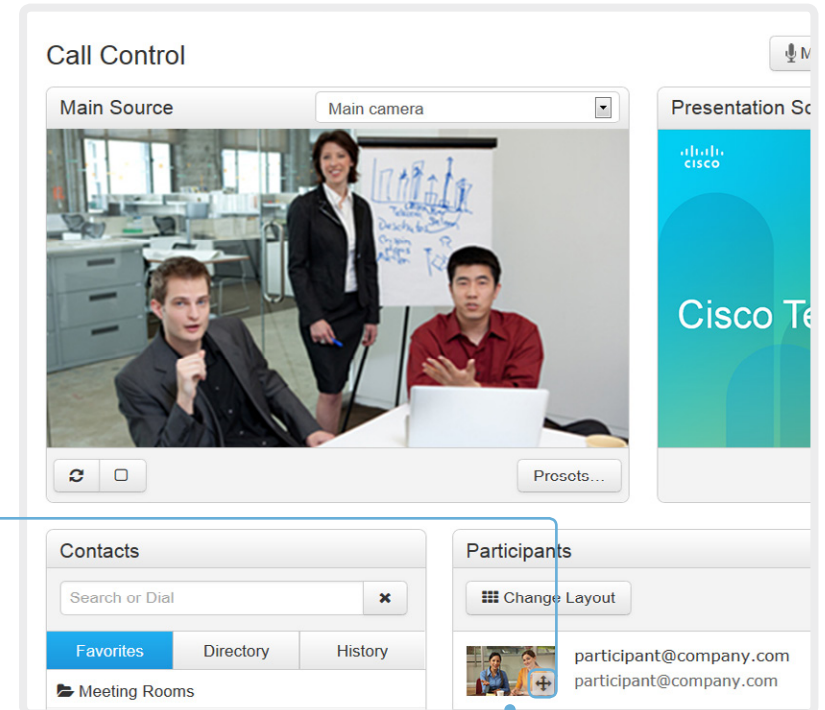 Call Control
M
Main Source
Main camera
Presentation So
CISCO
Cisco Te
Presets...
Contacts
Search or Dial
Favorites
Directory
History
Meeting Rooms
Participants
Change Layout
participant@company.com
participant@company.com